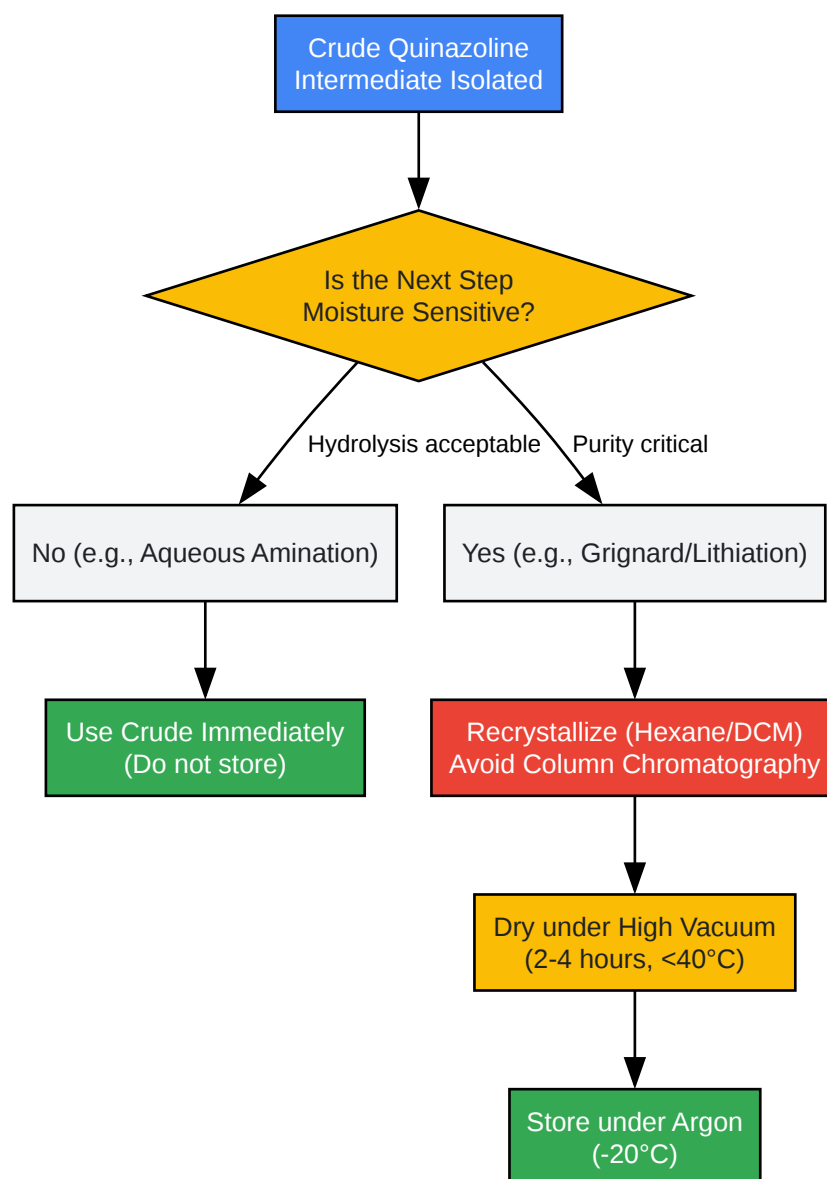 Crude Quinazoline
Intermediate Isolated
Is the Next Step
Moisture Sensitive?
Hydrolysis acceptable
Purity critical
No (e.g., Aqueous Amination)
Yes (e.g., Grignard/Lithiation)
Use Crude Immediately
(Do not store)
Recrystallize (Hexane/DCM)
Avoid Column Chromatography
Dry under High Vacuum
(2-4 hours, <40°C)
Store under Argon
(-20°C)